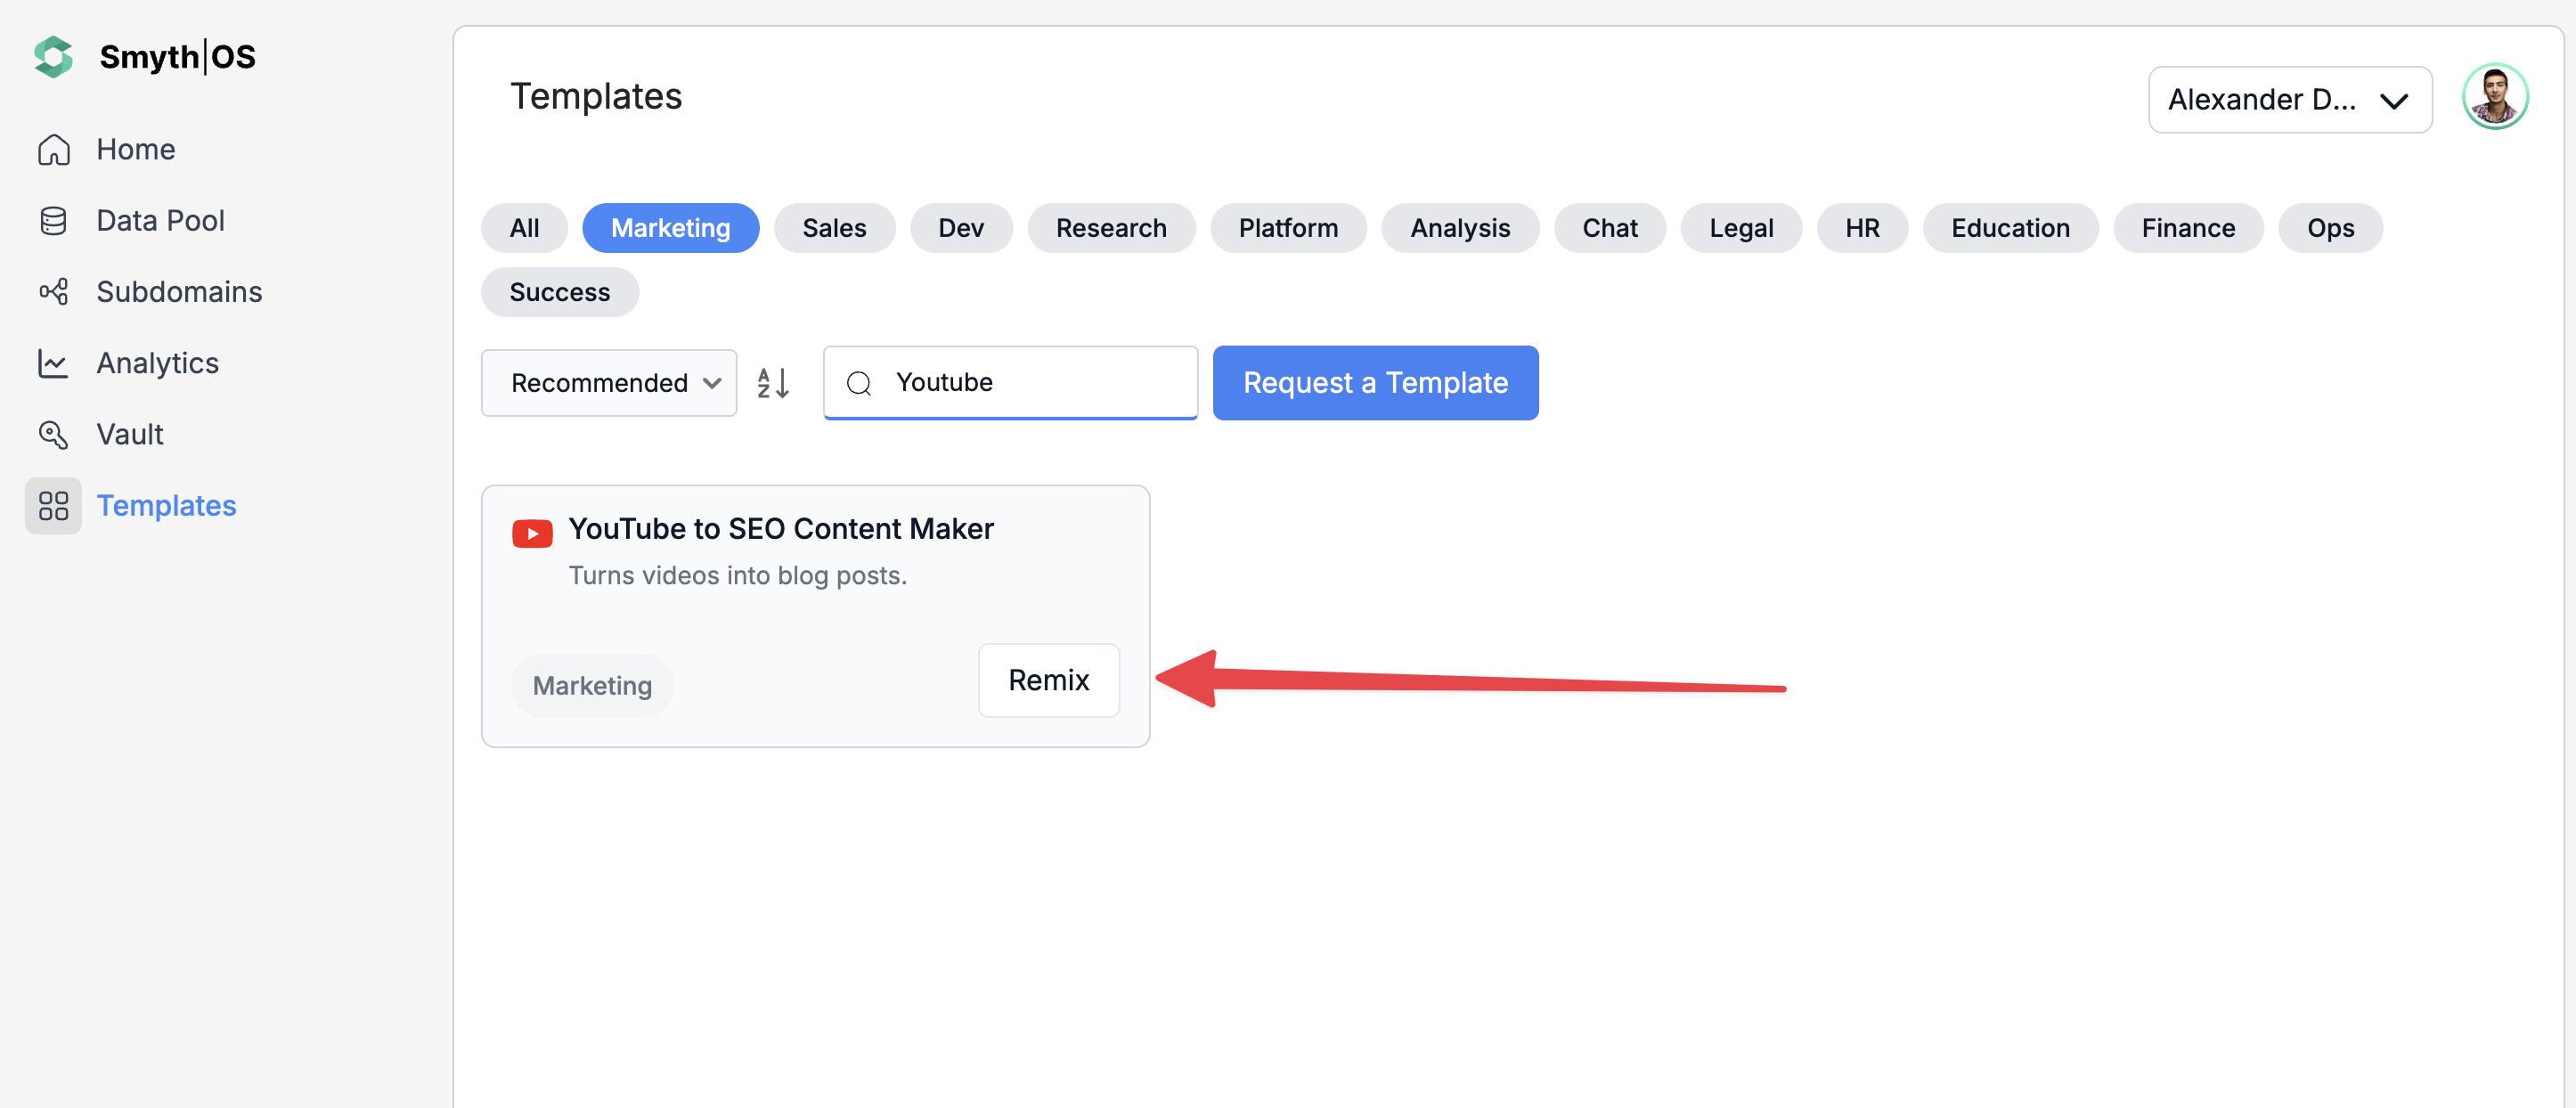 Smyth|OS
Home
Data Pool
Subdomains
Analytics
Vault
Templates
Templates
Alexander D...
All Marketing Sales Dev Research Platform Analysis Chat Legal HR Education Finance Ops
Success
Recommended AZ Youtube Request a Template
YouTube to SEO Content Maker
Turns videos into blog posts.
Marketing Remix